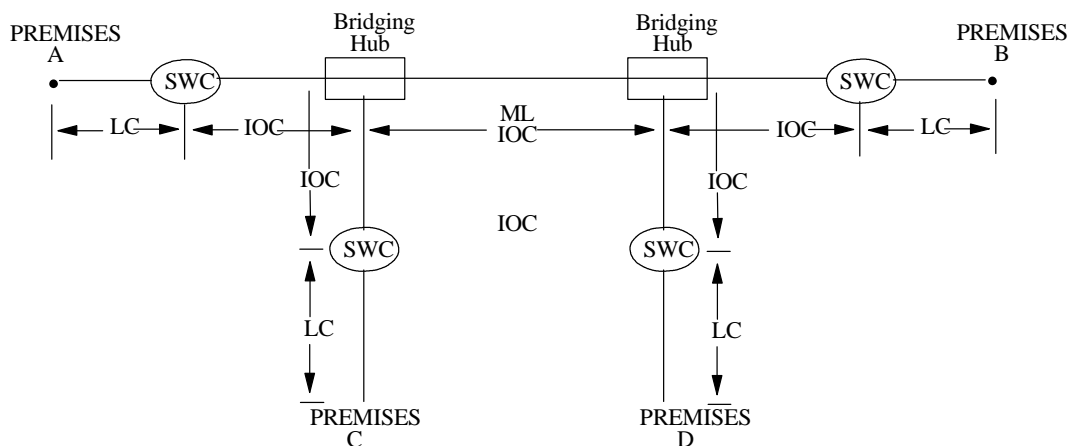 Bridging
Hub
Bridging
Hub
PREMISES
A
PREMISES
B
SWC
SWC
LC
IOC
ML
IOC
IOC
LC
IOC
IOC
IOC
SWC
SWC
LC
LC
PREMISES
C
PREMISES
D